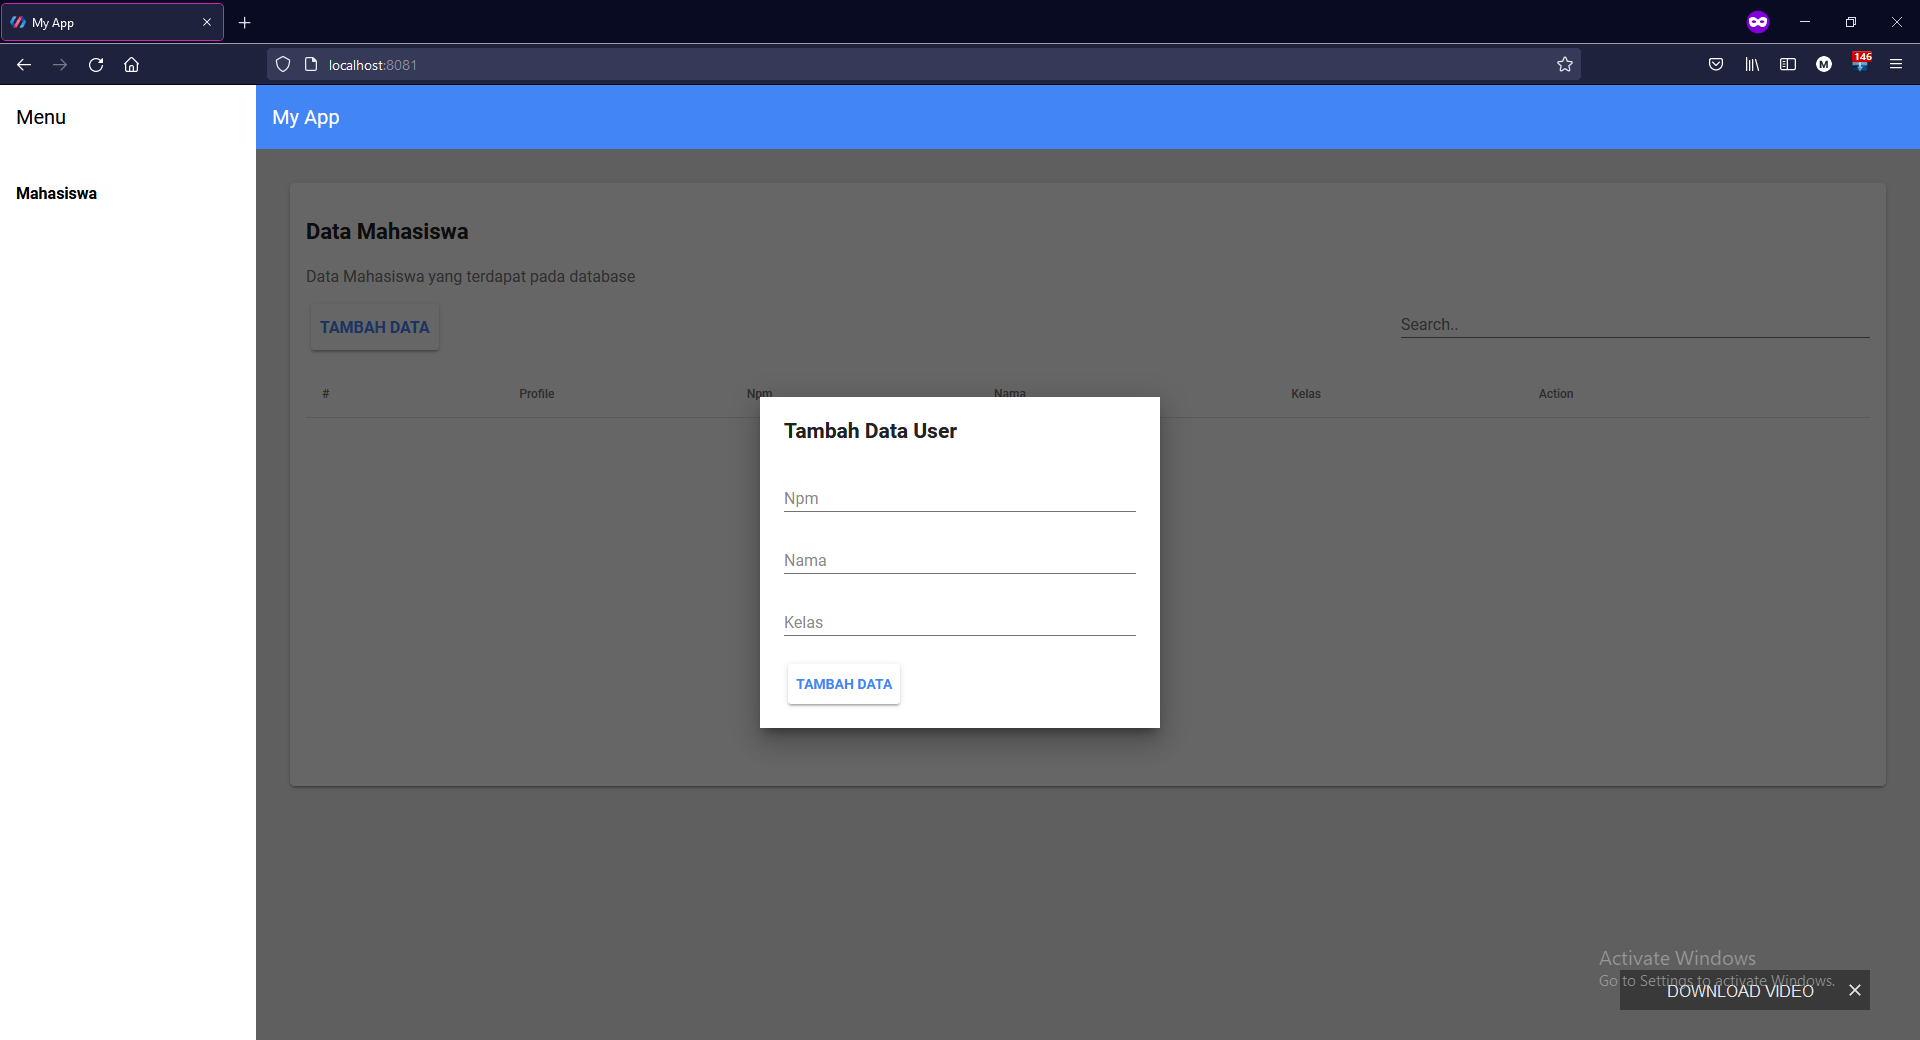 My App
localhost:8081
M
146
Menu
My App
Mahasiswa
Data Mahasiswa
Data Mahasiswa yang terdapat pada database
TAMBAH DATA
Search..
# Profile Npm Nama Kelas Action
Tambah Data User
Npm
Nama
Kelas
TAMBAH DATA
Activate Windows
Go to Settings to activate Windows.
DOWNLOAD VIDEO